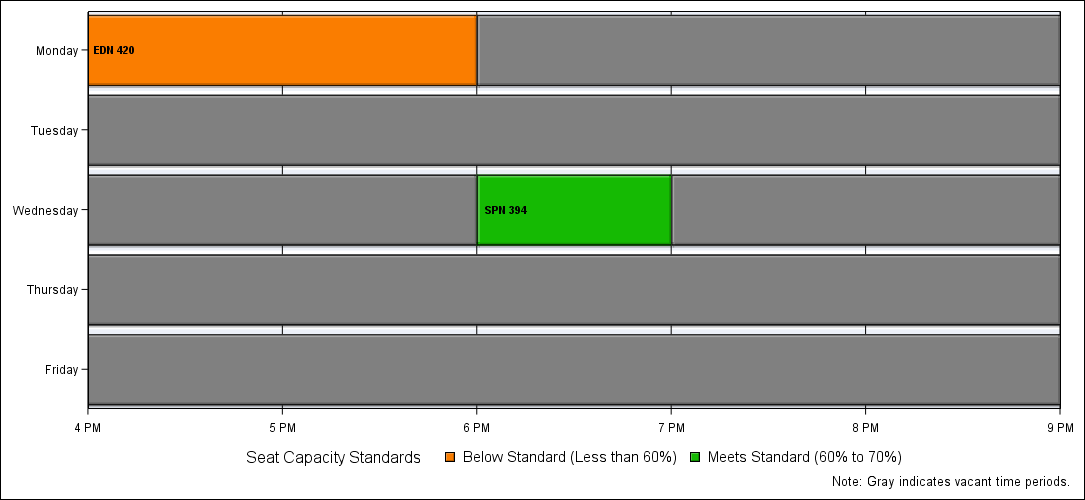 Monday
EDN 420
Tuesday
Wednesday
SPN 394
Thursday
Friday
4 PM 5 PM 6 PM 7 PM 8 PM 9 PM
Seat Capacity Standards Below Standard (Less than 60%) Meets Standard (60% to 70%)
Note: Gray indicates vacant time periods.